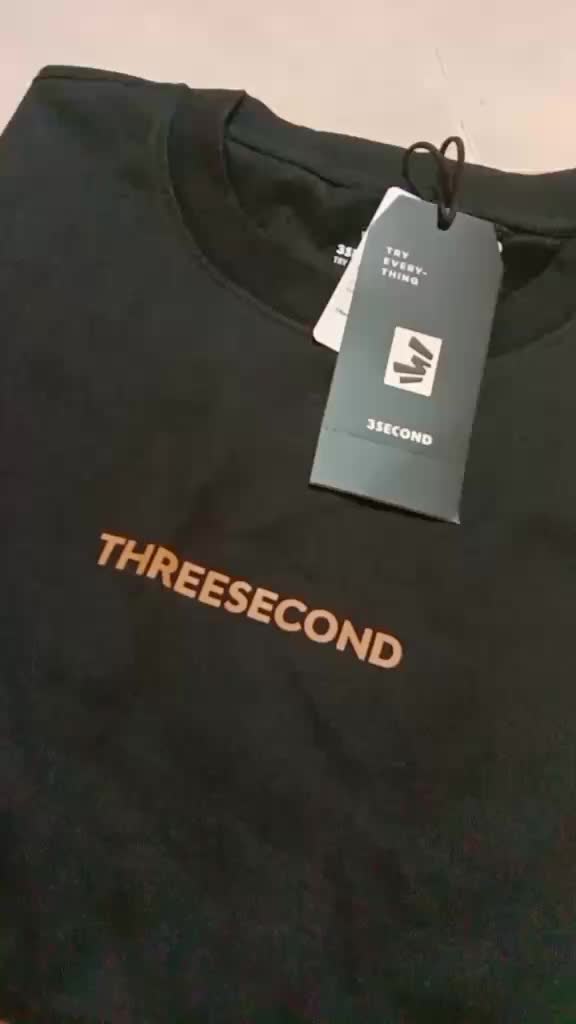 TRY
EVERY-
THING
3SECOND
THREESECOND